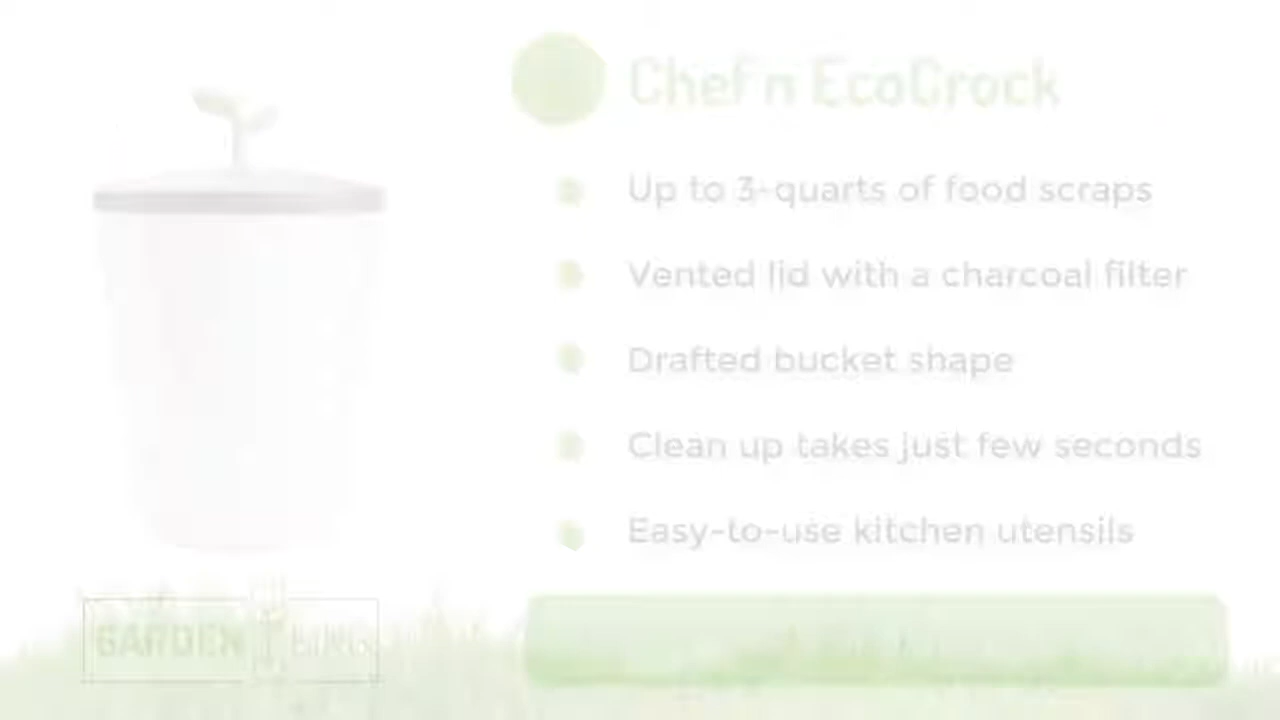 Chef'n EcoCrock
Up to 3-quarts of food scraps
Vented lid with a charcoal filter
Drafted bucket shape
Clean up takes just few seconds
Easy-to-use kitchen utensils
GARDEN